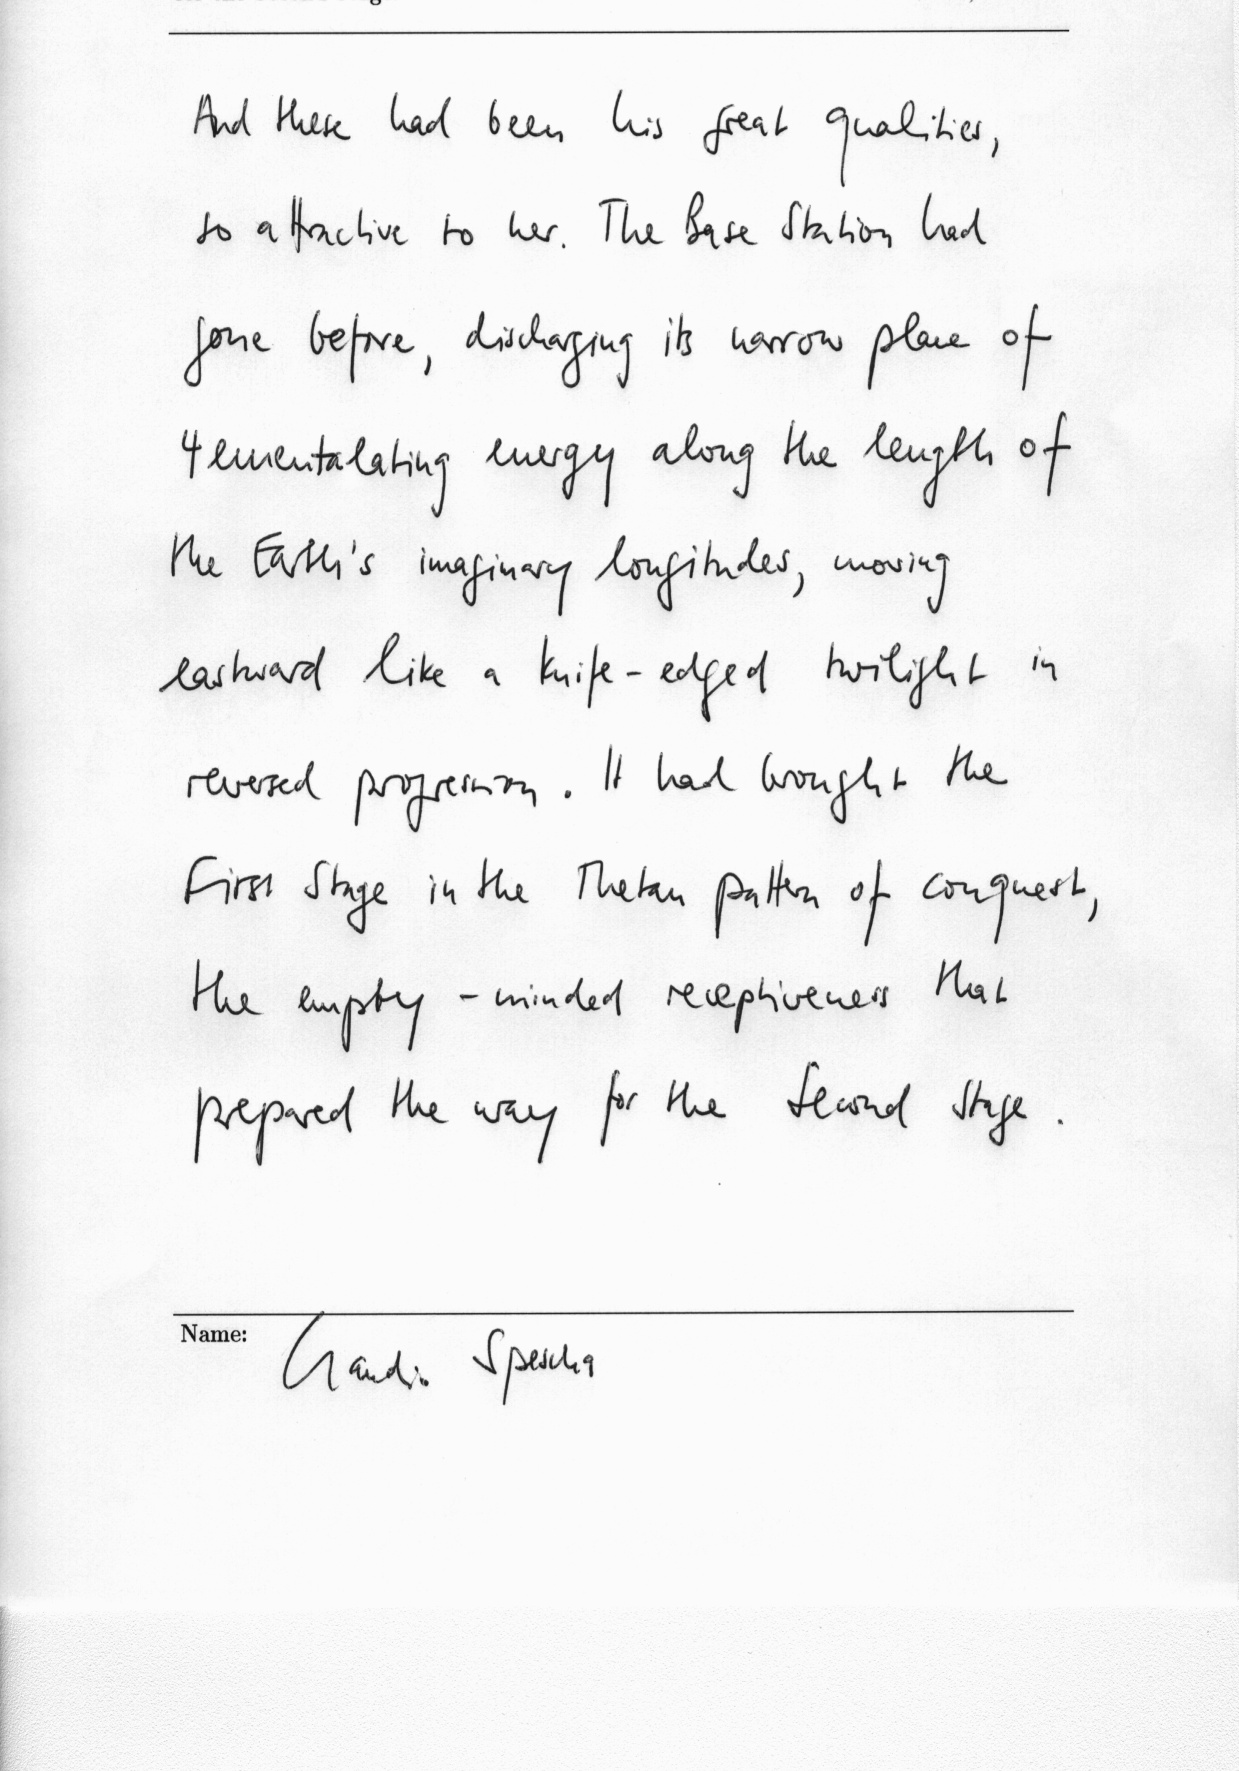 And these had been his great qualities,
so attractive to her. The Base Station had
gone before, discharging its narrow plane of
4ementalating energy along the length of
the Earth's imaginary longitudes, moving
eastward like a knife-edged twilight in
reversed progression. It had brought the
First Stage in the Thetan pattern of conquest,
the empty-minded receptiveness that
prepared the way for the Second Stage.
Name: Claudia Spescha